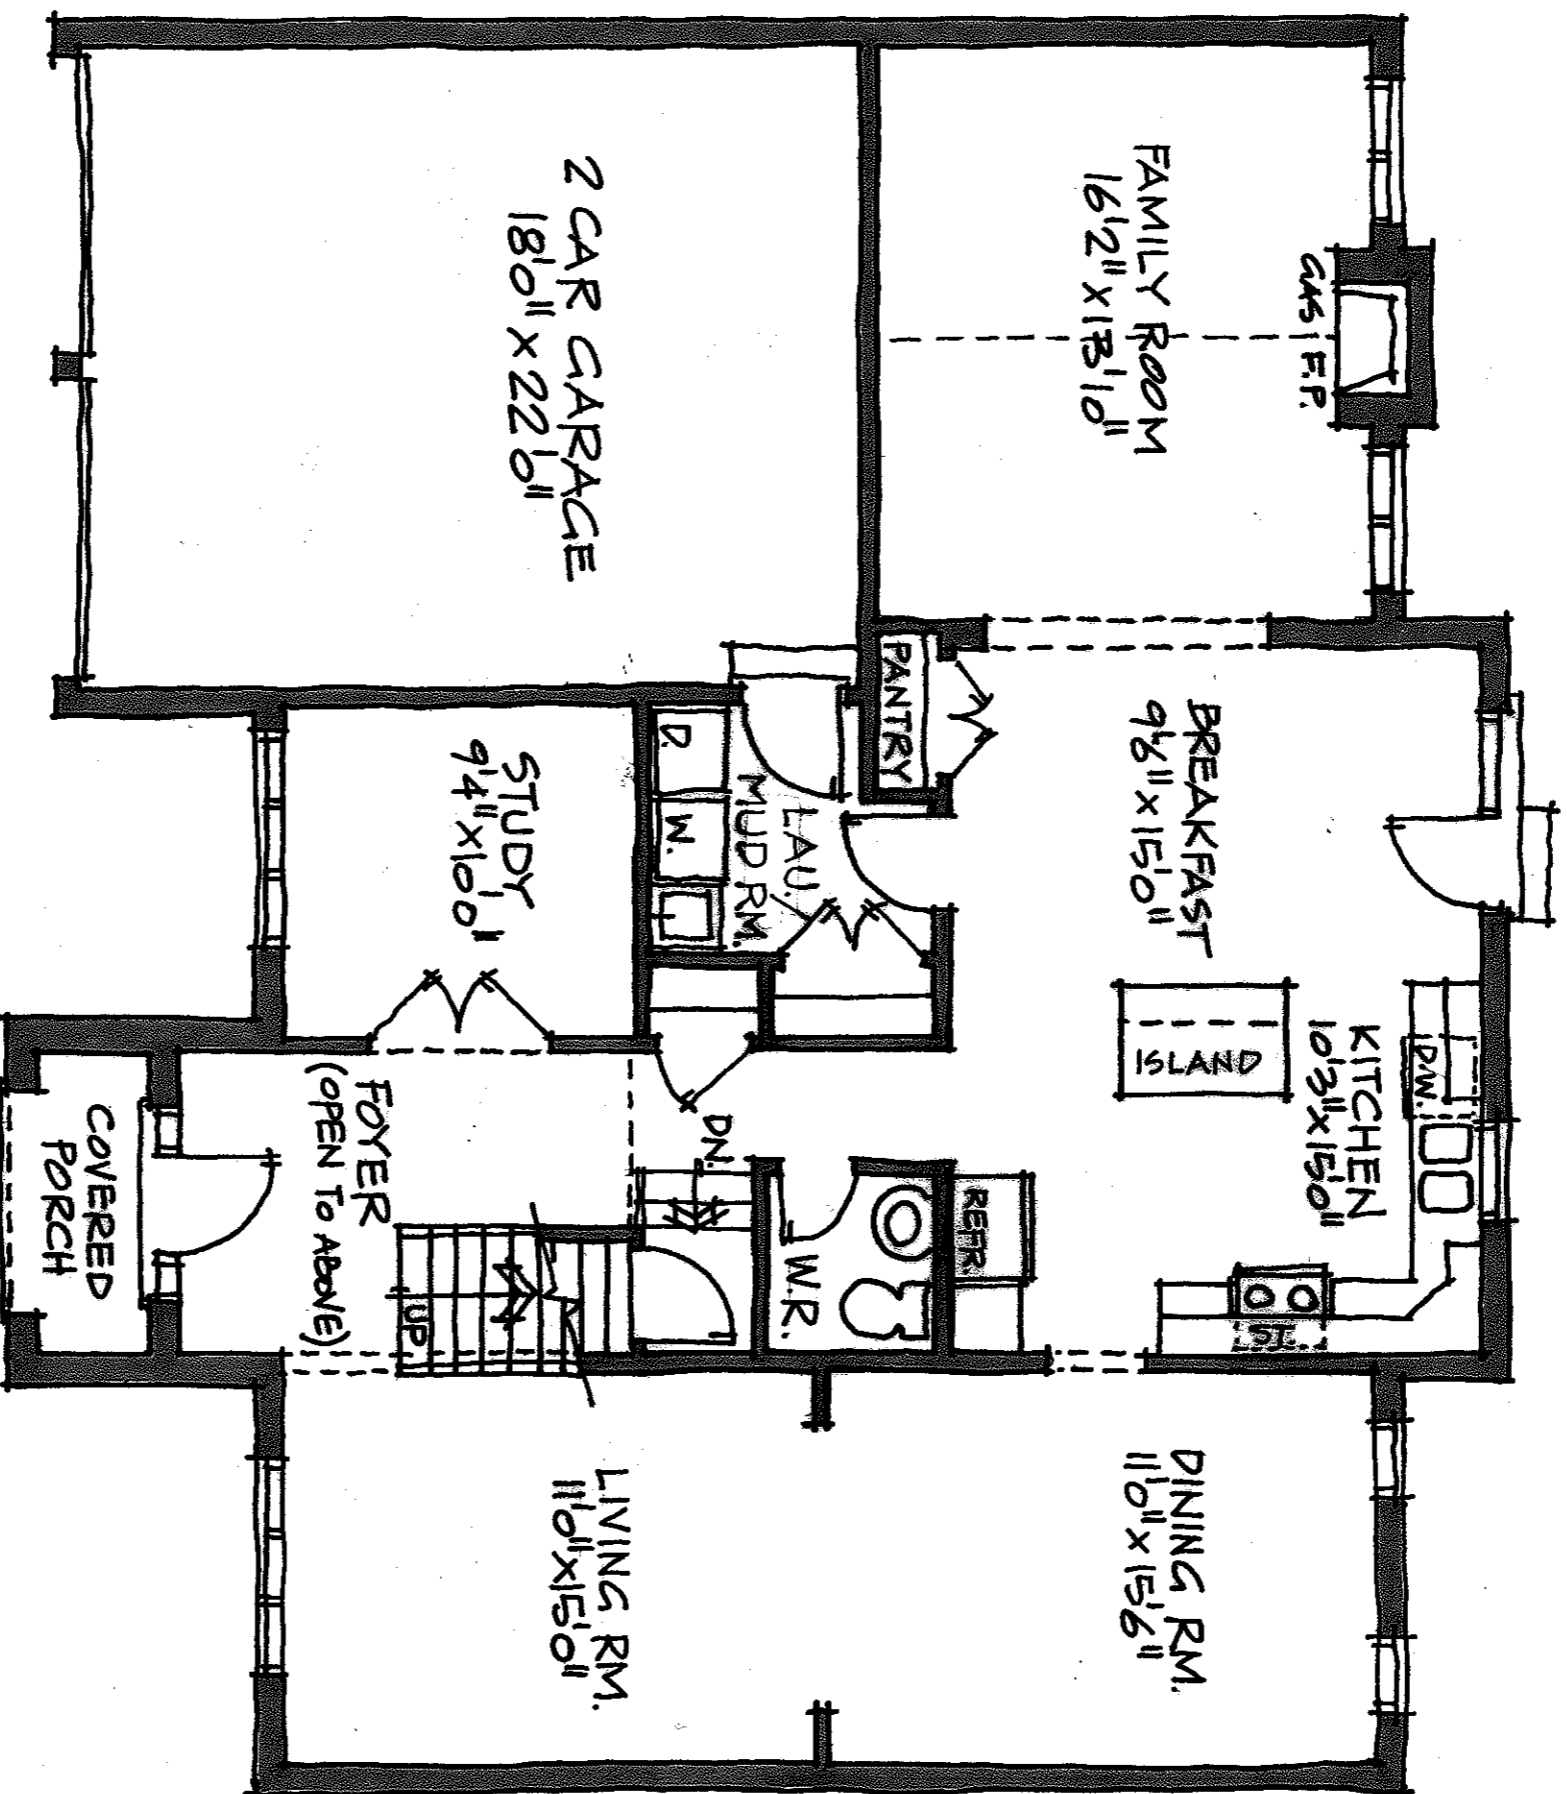 FAMILY ROOM
16'2" x 13'10"
GAS F.P.
2 CAR GARAGE
18'0" x 22'0"
PANTRY
BREAKFAST
9'6" x 15'0"
KITCHEN
10'3" x 15'0"
D/W.
ISLAND
REFR.
ST.
LAU.
MUD RM.
D.
W.
STUDY
9'4" x 10'0"
DN.
W.R.
FOYER
(OPEN TO ABOVE)
UP
COVERED
PORCH
LIVING RM.
11'0" x 15'0"
DINING RM.
11'0" x 15'6"